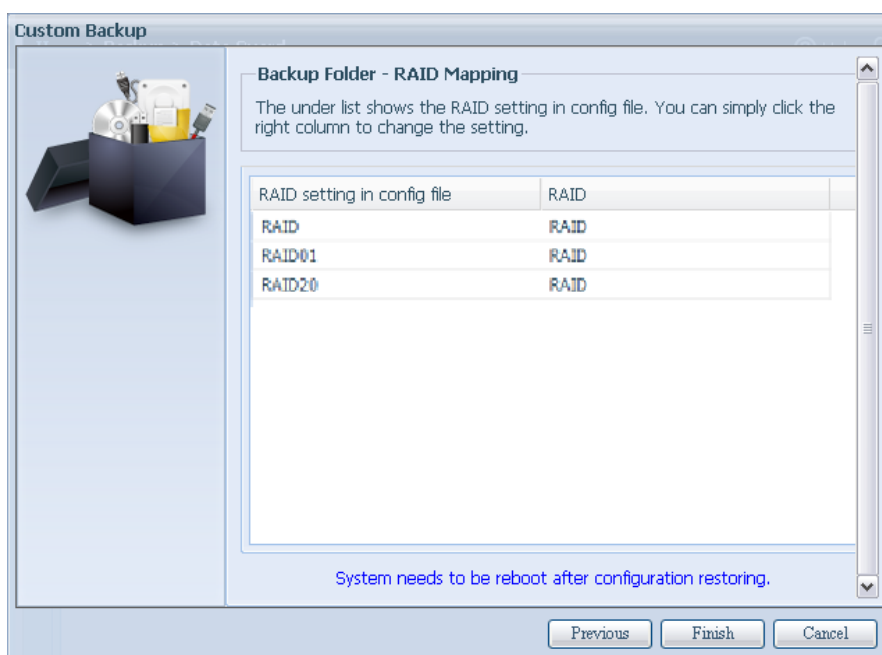 Custom Backup
Backup Folder - RAID Mapping
The under list shows the RAID setting in config file. You can simply click the
right column to change the setting.
RAID setting in config file RAID
RAID RAID
RAID01 RAID
RAID20 RAID
System needs to be reboot after configuration restoring.
Previous Finish Cancel